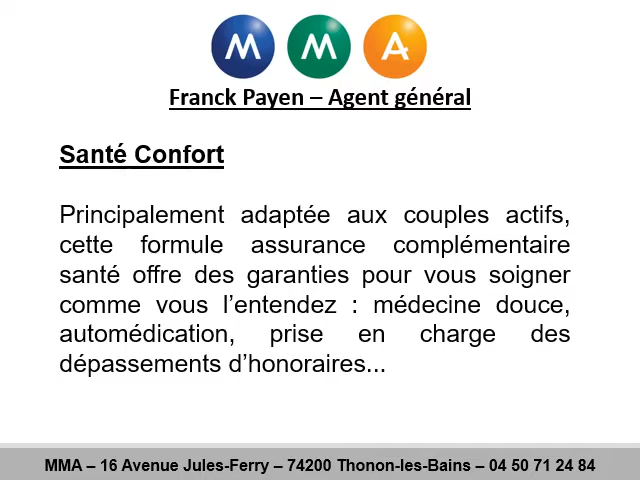 MMA
Franck Payen – Agent général
Santé Confort
Principalement adaptée aux couples actifs,
cette formule assurance complémentaire
santé offre des garanties pour vous soigner
comme vous l’entendez : médecine douce,
automédication, prise en charge des
dépassements d’honoraires...
MMA – 16 Avenue Jules-Ferry – 74200 Thonon-les-Bains – 04 50 71 24 84